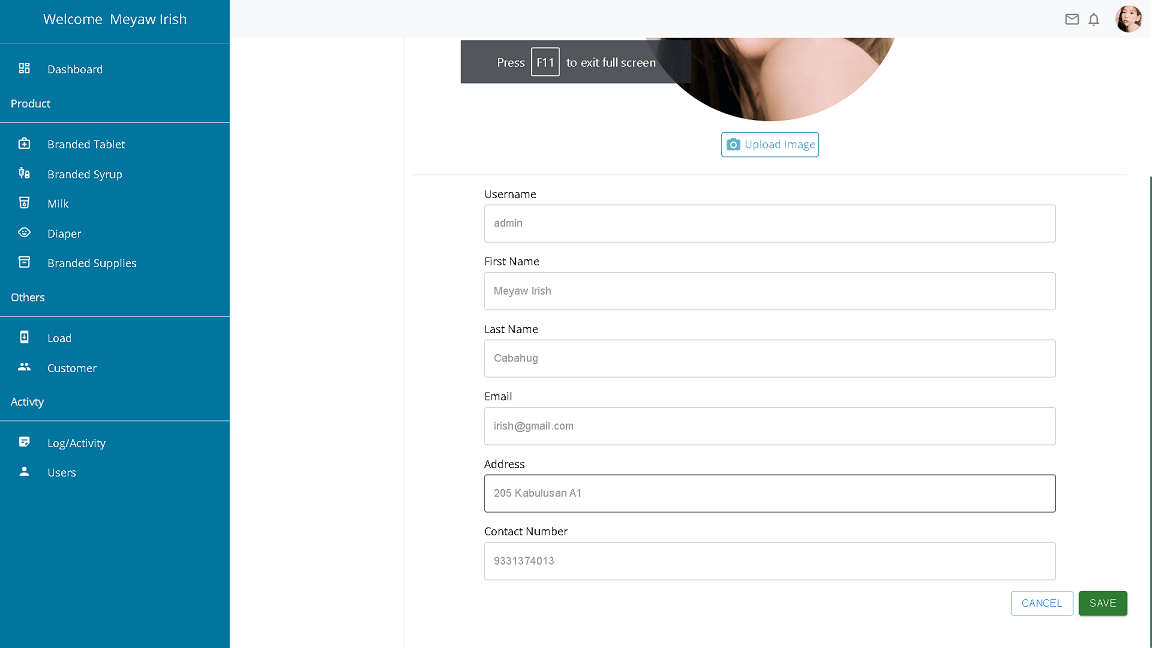 Welcome Meyaw Irish
Dashboard
Product
Branded Tablet
Branded Syrup
Milk
Diaper
Branded Supplies
Others
Load
Customer
Activty
Log/Activity
Users
Press F11 to exit full screen
Upload Image
Username
admin
First Name
Meyaw Irish
Last Name
Cabahug
Email
irish@gmail.com
Address
205 Kabulusan A1
Contact Number
9331374013
CANCEL SAVE